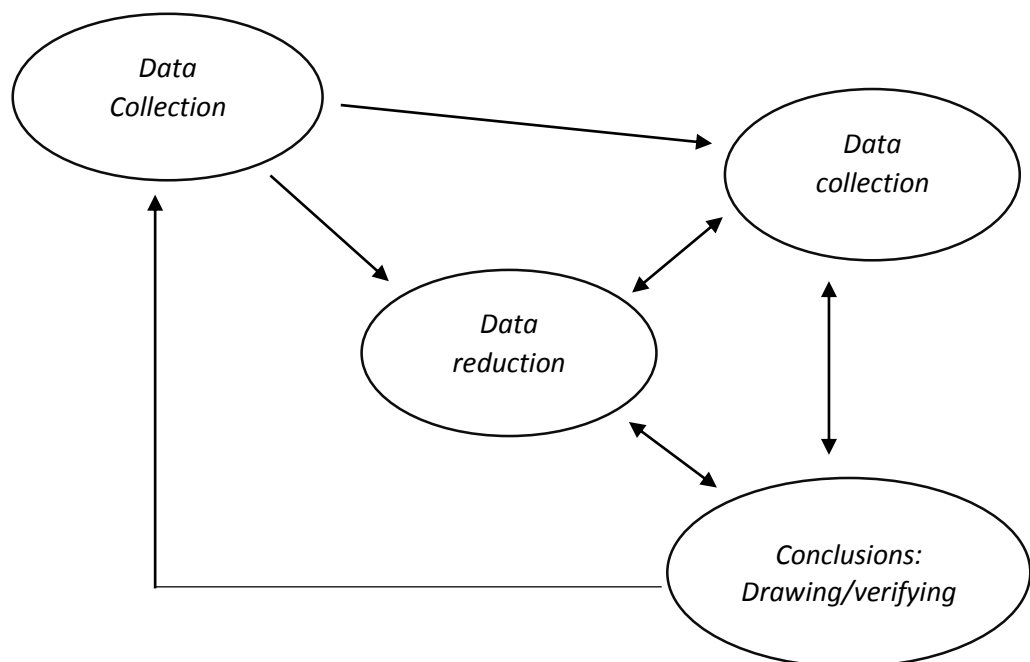 Data
Collection
Data
collection
Data
reduction
Conclusions:
Drawing/verifying